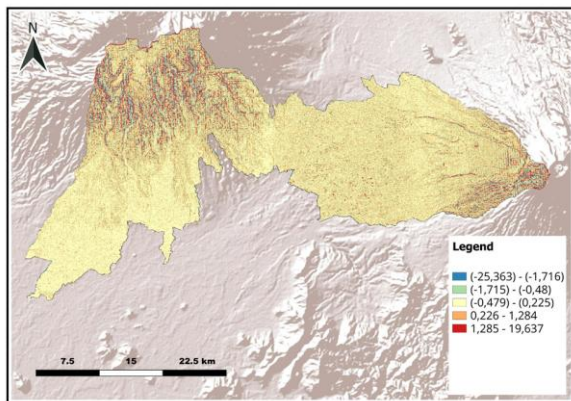 N
Legend
(-25,363) - (-1,716)
(-1,715) - (-0,48)
(-0,479) - (0,225)
0,226 - 1,284
1,285 - 19,637
7.5 15 22.5 km